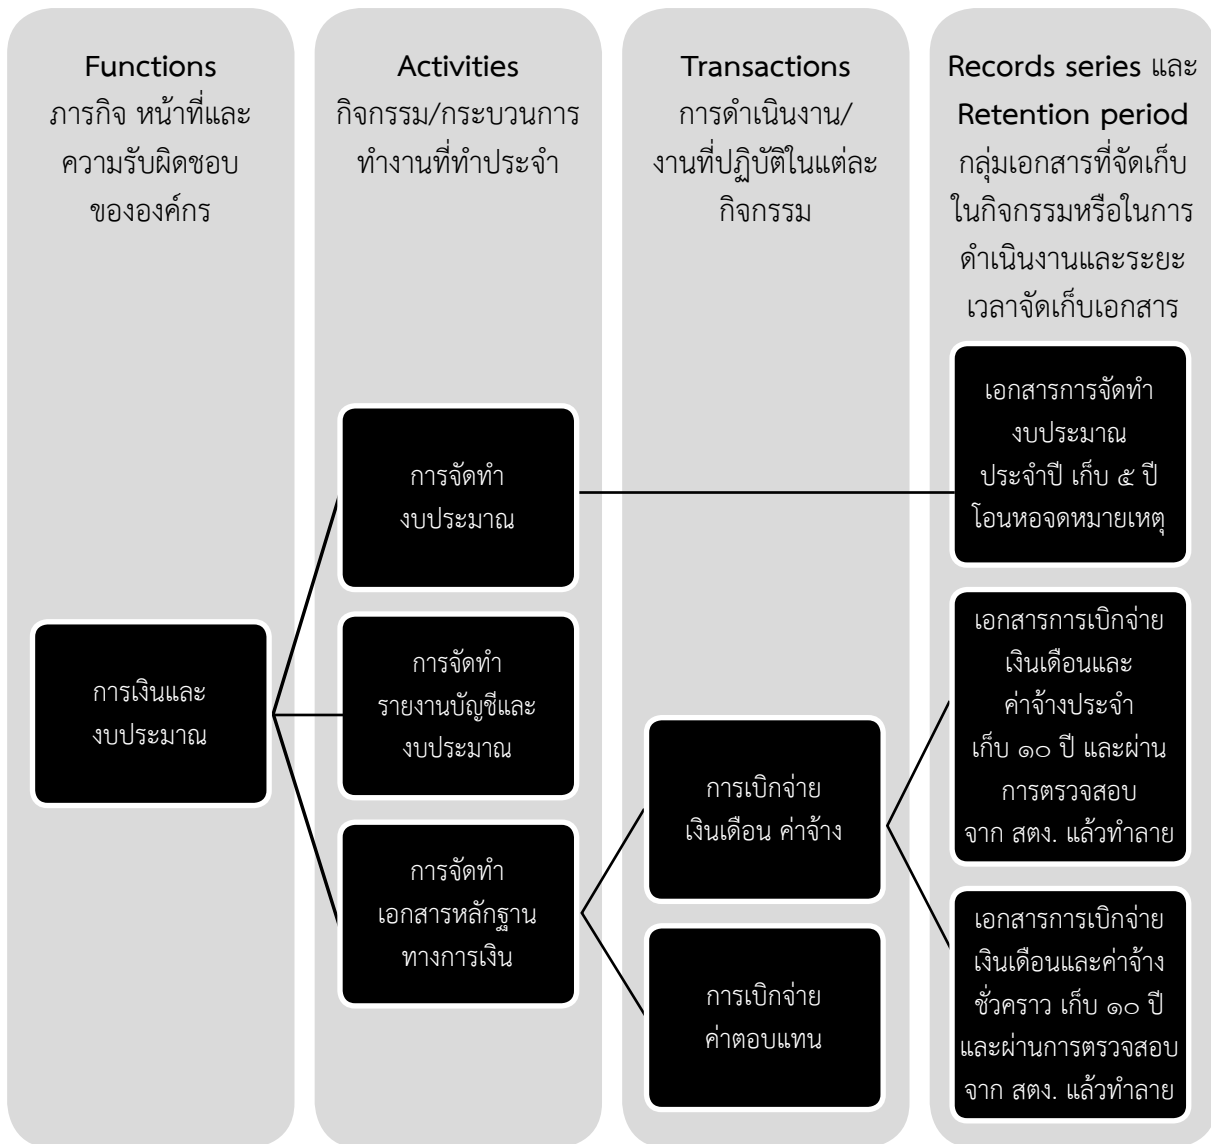 Functions
ภารกิจ หน้าที่และ
ความรับผิดชอบ
ขององค์กร
Activities
กิจกรรม/กระบวนการ
ทำงานที่ทำประจำ
Transactions
การดำเนินงาน/
งานที่ปฏิบัติในแต่ละ
กิจกรรม
Records series และ
Retention period
กลุ่มเอกสารที่จัดเก็บ
ในกิจกรรมหรือในการ
ดำเนินงานและระยะ
เวลาจัดเก็บเอกสาร
การเงินและ
งบประมาณ
การจัดทำ
งบประมาณ
การจัดทำ
รายงานบัญชีและ
งบประมาณ
การจัดทำ
เอกสารหลักฐาน
ทางการเงิน
การเบิกจ่าย
เงินเดือน ค่าจ้าง
การเบิกจ่าย
ค่าตอบแทน
เอกสารการจัดทำ
งบประมาณ
ประจำปี เก็บ ๕ ปี
โอนหอจดหมายเหตุ
เอกสารการเบิกจ่าย
เงินเดือนและ
ค่าจ้างประจำ
เก็บ ๑๐ ปี และผ่าน
การตรวจสอบ
จาก สตง. แล้วทำลาย
เอกสารการเบิกจ่าย
เงินเดือนและค่าจ้าง
ชั่วคราว เก็บ ๑๐ ปี
และผ่านการตรวจสอบ
จาก สตง. แล้วทำลาย